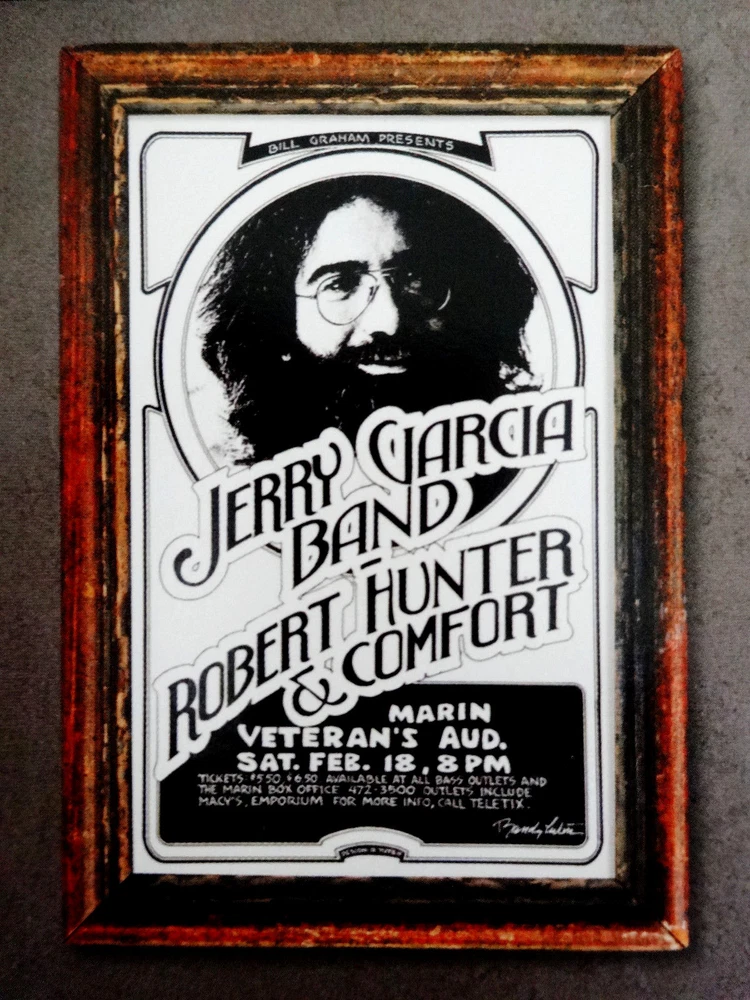 BILL GRAHAM PRESENTS
JERRY GARCIA
BAND
ROBERT HUNTER
& COMFORT
MARIN
VETERAN'S AUD.
SAT. FEB. 18, 8 PM
TICKETS: $5.50, $6.50 AVAILABLE AT ALL BASS OUTLETS AND
THE MARIN BOX OFFICE 472-3500 OUTLETS INCLUDE
MACY'S, EMPORIUM FOR MORE INFO, CALL TELETIX.
Randy